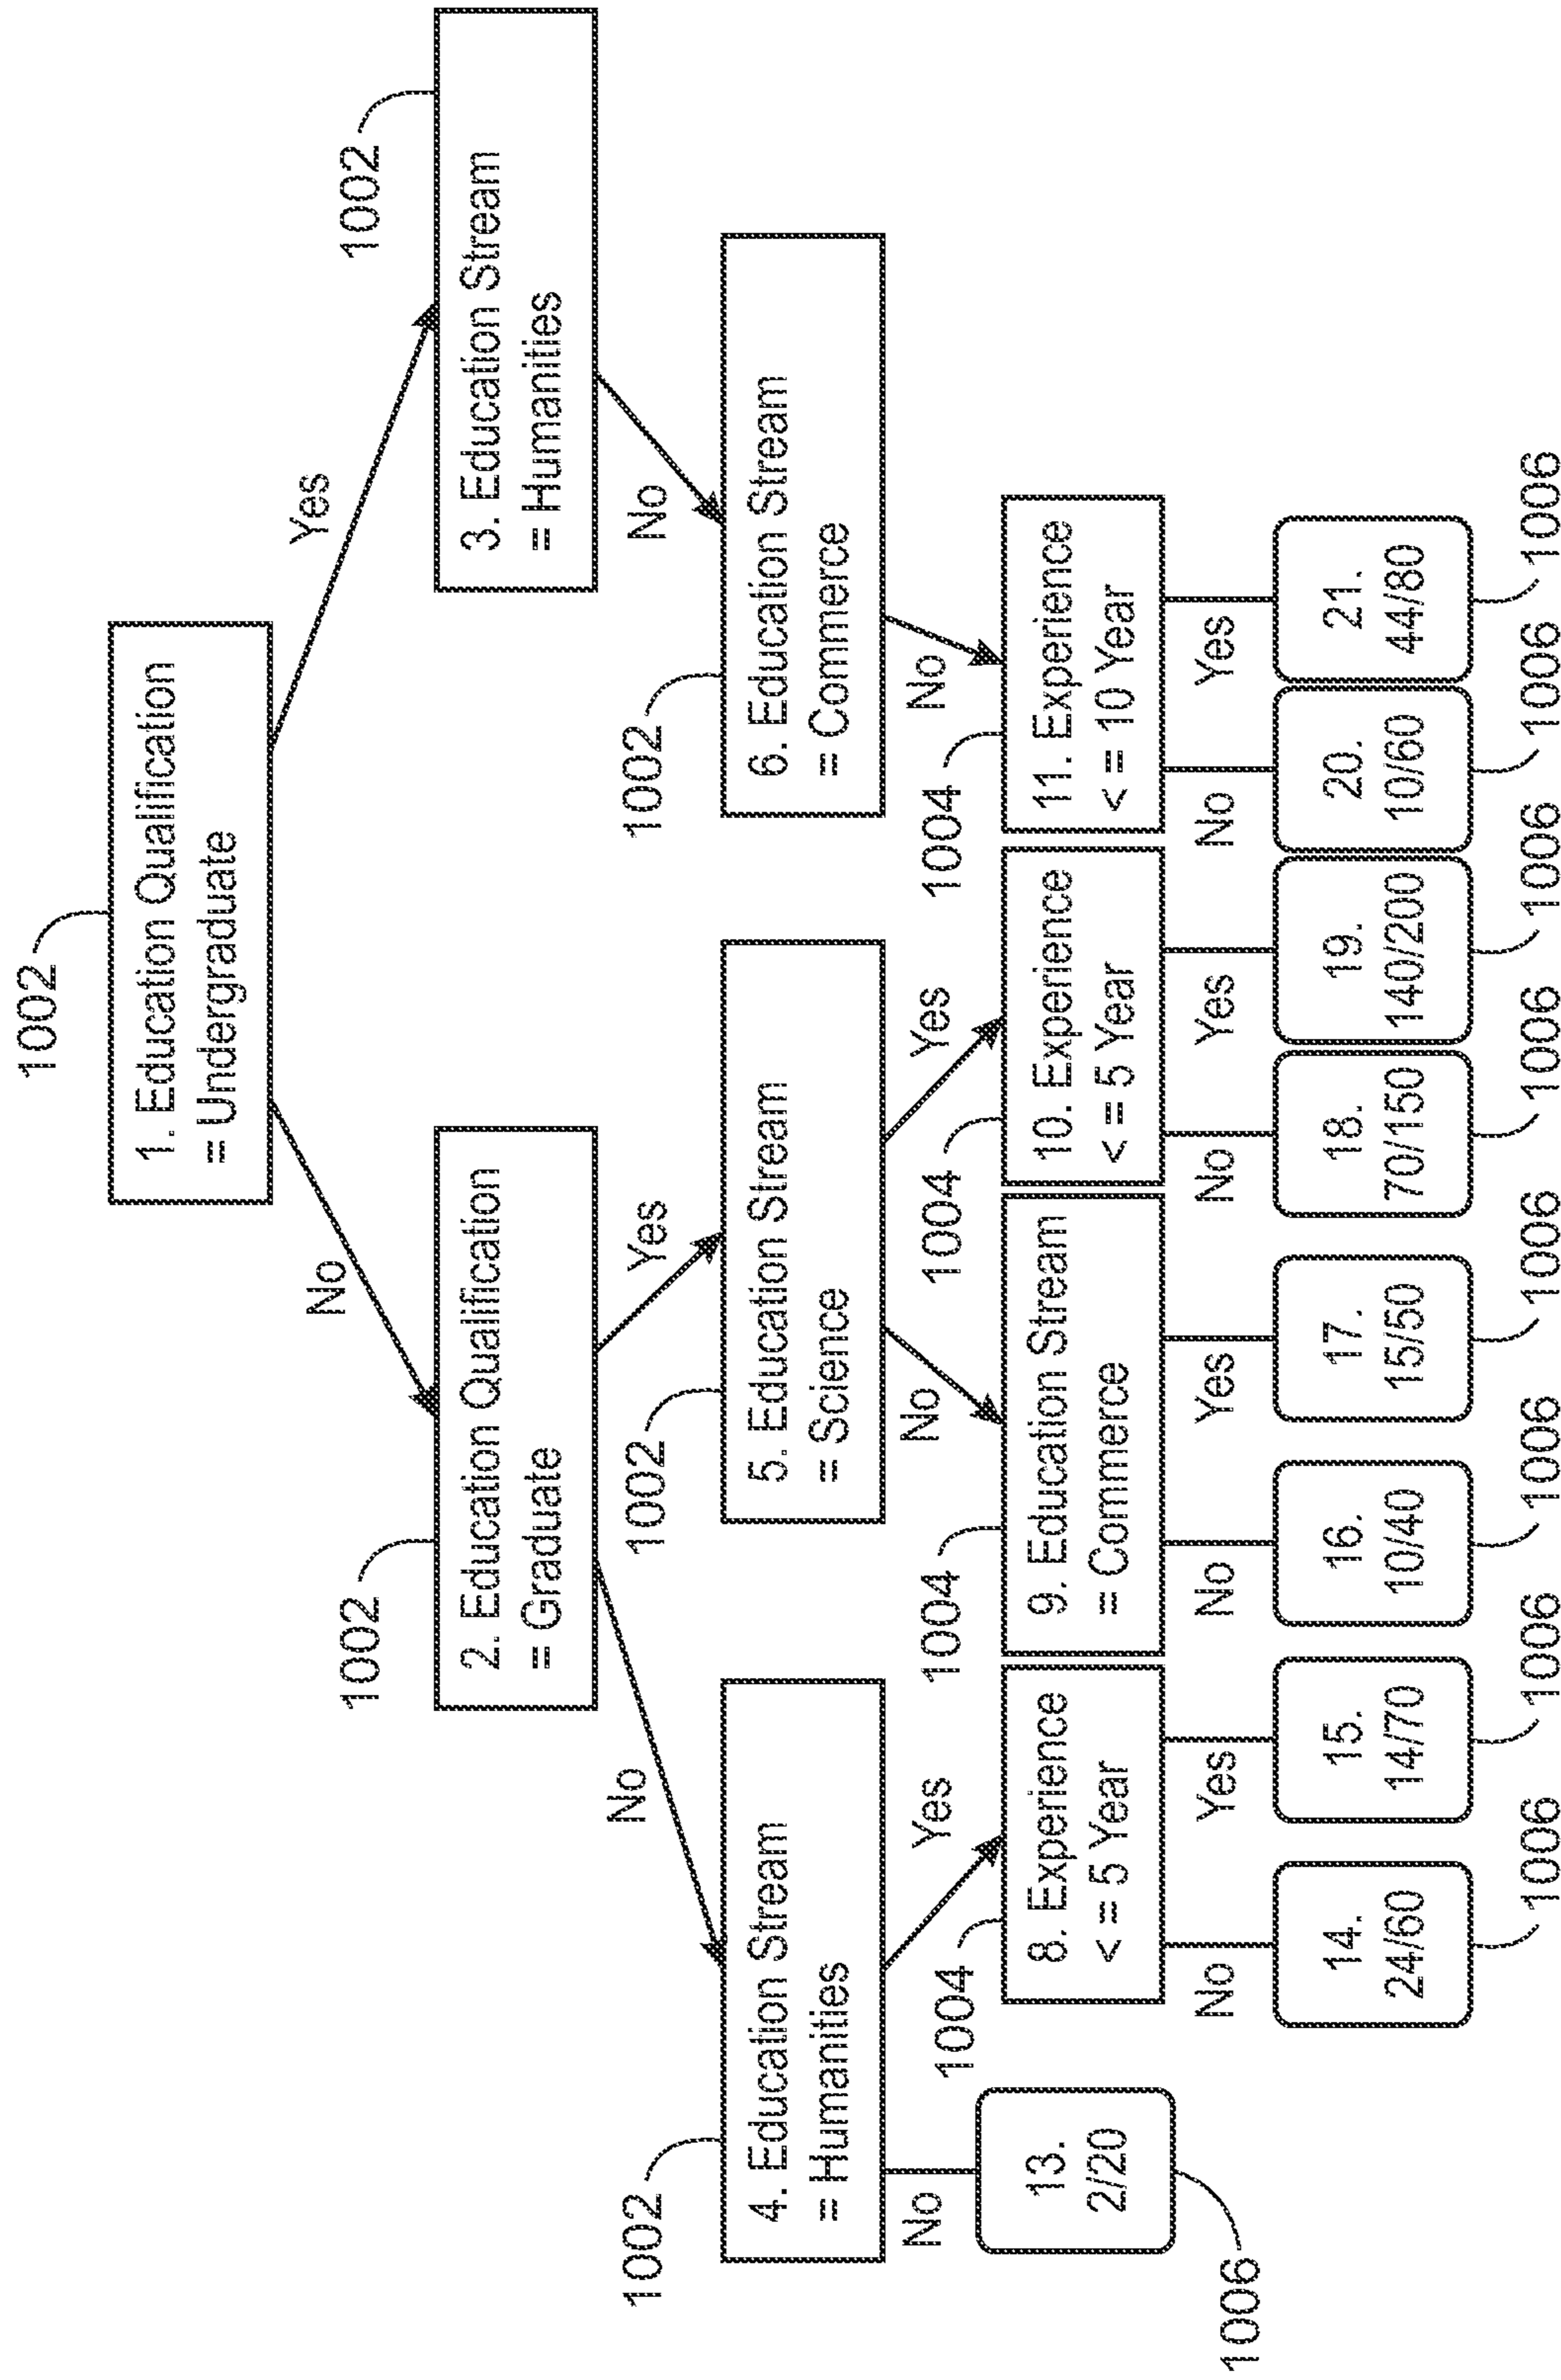 1002
1. Education Qualification
= Undergraduate
No
Yes
1002
2. Education Qualification
= Graduate
1002
3. Education Stream
= Humanities
No
Yes
No
1002
4. Education Stream
= Humanities
1002
5. Education Stream
= Science
1002
6. Education Stream
= Commerce
No
Yes
No
Yes
No
13.
2/20
1006
1004
8. Experience
< = 5 Year
1004
9. Education Stream
= Commerce
1004
10. Experience
< = 5 Year
1004
11. Experience
< = 10 Year
No
Yes
No
Yes
No
Yes
No
Yes
14.
24/60
15.
14/70
16.
10/40
17.
15/50
18.
70/150
19.
140/200
20.
10/60
21.
44/80
1006
1006
1006
1006
1006
1006
1006
1006